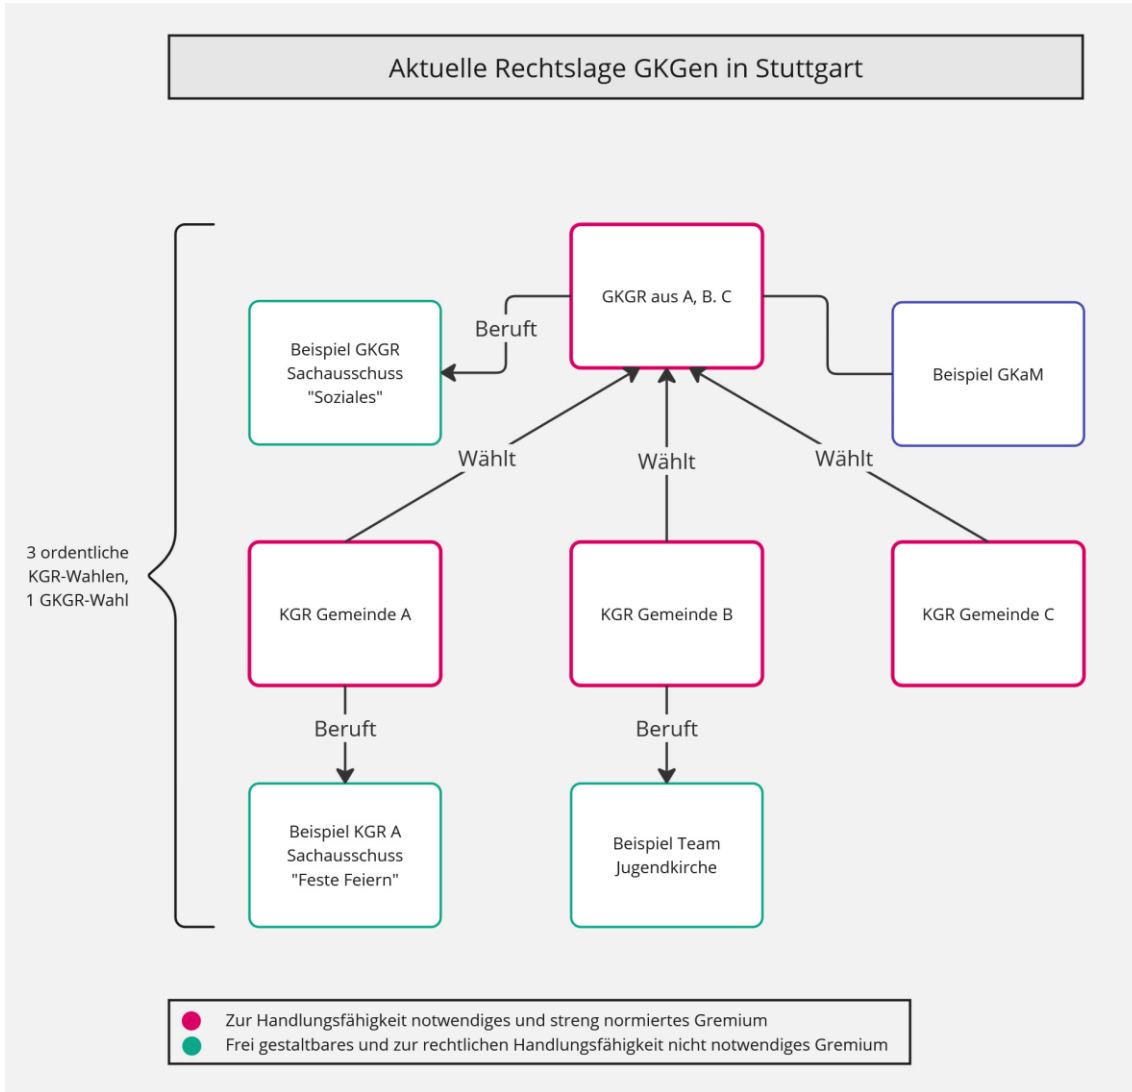 Aktuelle Rechtslage GKGen in Stuttgart
GKGR aus A, B. C
Beruft
Beispiel GKGR
Sachausschuss
"Soziales"
Beispiel GKaM
Wählt
Wählt
Wählt
3 ordentliche
KGR-Wahlen,
1 GKGR-Wahl
KGR Gemeinde A
KGR Gemeinde B
KGR Gemeinde C
Beruft
Beruft
Beispiel KGR A
Sachausschuss
"Feste Feiern"
Beispiel Team
Jugendkirche
Zur Handlungsfähigkeit notwendiges und streng normiertes Gremium
Frei gestaltbares und zur rechtlichen Handlungsfähigkeit nicht notwendiges Gremium